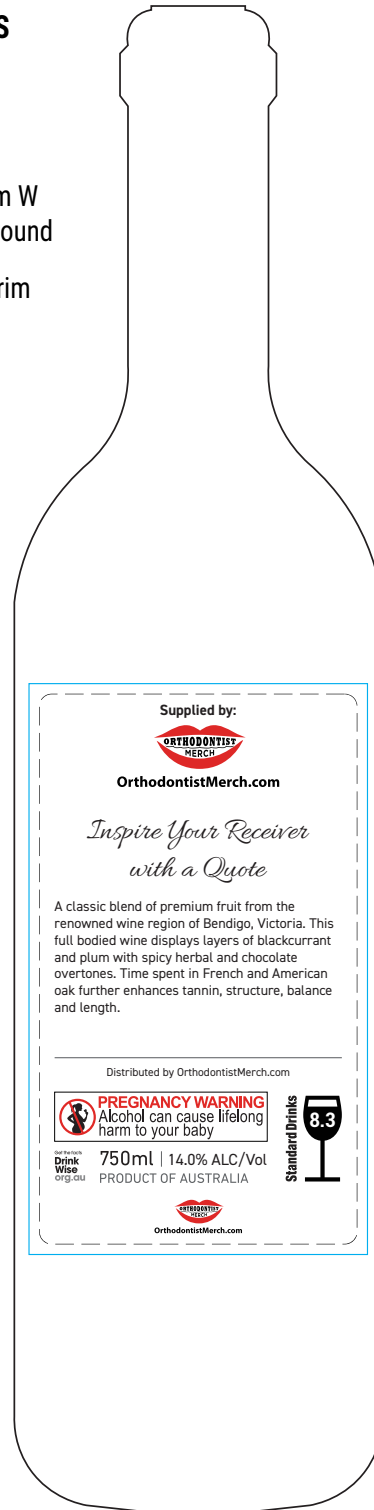 S
m W
ound
rim
Supplied by:
ORTHODONTIST
MERCH
OrthodontistMerch.com
Inspire Your Receiver
with a Quote
A classic blend of premium fruit from the
renowned wine region of Bendigo, Victoria. This
full bodied wine displays layers of blackcurrant
and plum with spicy herbal and chocolate
overtones. Time spent in French and American
oak further enhances tannin, structure, balance
and length.
Distributed by OrthodontistMerch.com
PREGNANCY WARNING
Alcohol can cause lifelong
harm to your baby
Standard Drinks
8.3
Get the facts
Drink
Wise
org.au
750ml | 14.0% ALC/Vol
PRODUCT OF AUSTRALIA
ORTHODONTIST
MERCH
OrthodontistMerch.com